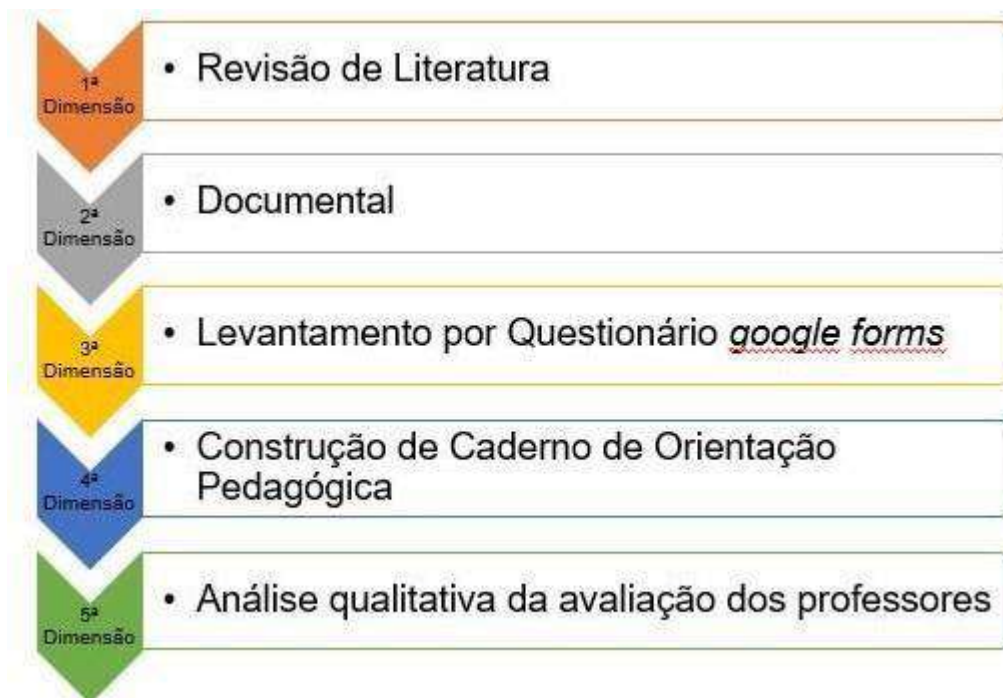 1ª
Dimensão
• Revisão de Literatura
2ª
Dimensão
• Documental
3ª
Dimensão
• Levantamento por Questionário google forms
4ª
Dimensão
• Construção de Caderno de Orientação
Pedagógica
5ª
Dimensão
• Análise qualitativa da avaliação dos professores